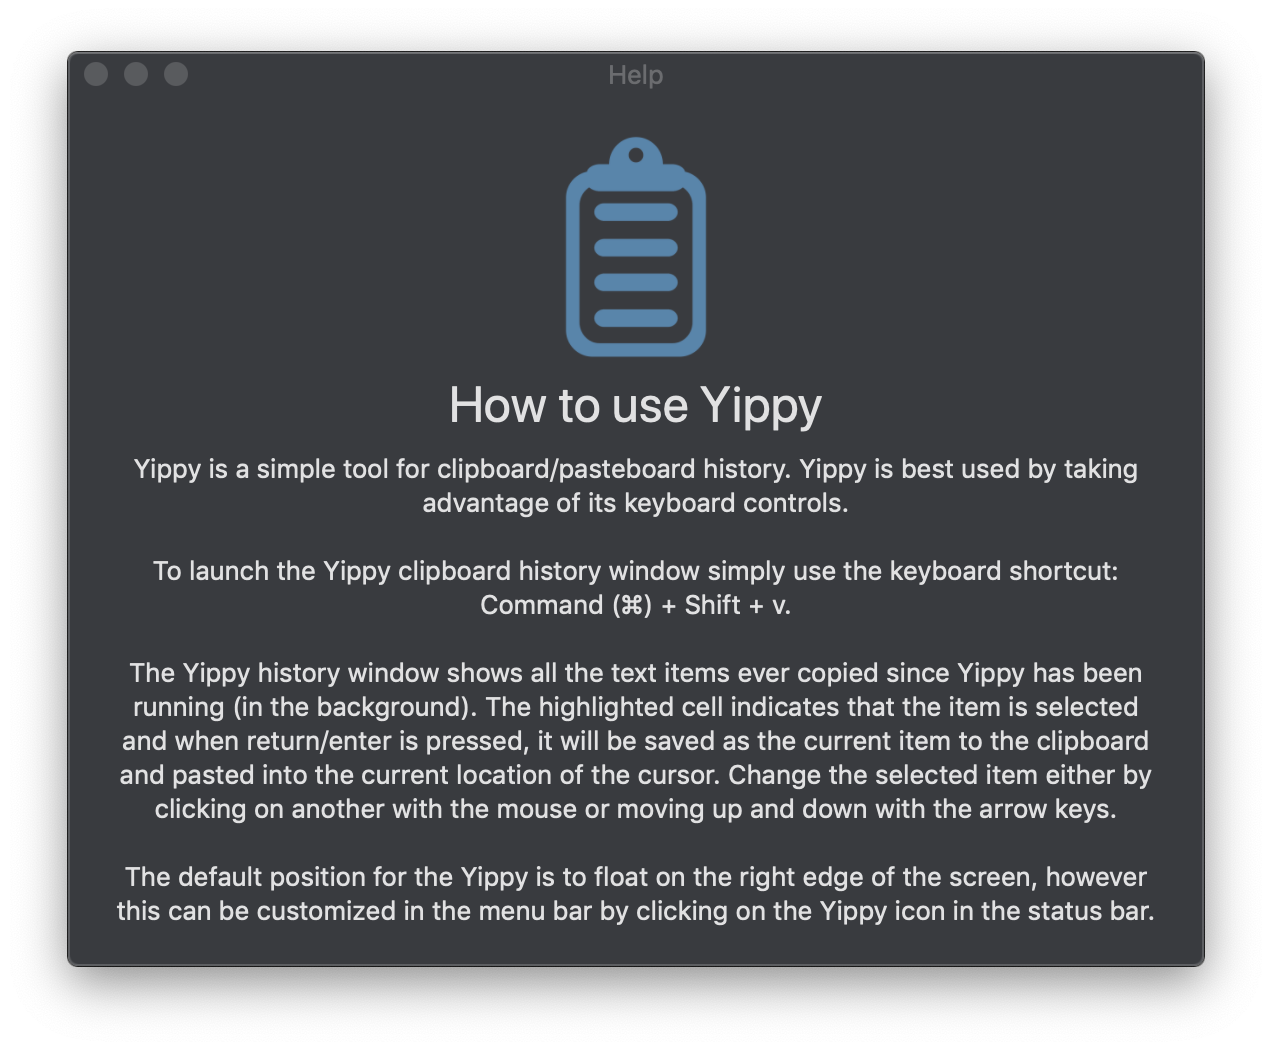 Help
How to use Yippy
Yippy is a simple tool for clipboard/pasteboard history. Yippy is best used by taking
advantage of its keyboard controls.
To launch the Yippy clipboard history window simply use the keyboard shortcut:
Command (⌘) + Shift + v.
The Yippy history window shows all the text items ever copied since Yippy has been
running (in the background). The highlighted cell indicates that the item is selected
and when return/enter is pressed, it will be saved as the current item to the clipboard
and pasted into the current location of the cursor. Change the selected item either by
clicking on another with the mouse or moving up and down with the arrow keys.
The default position for the Yippy is to float on the right edge of the screen, however
this can be customized in the menu bar by clicking on the Yippy icon in the status bar.